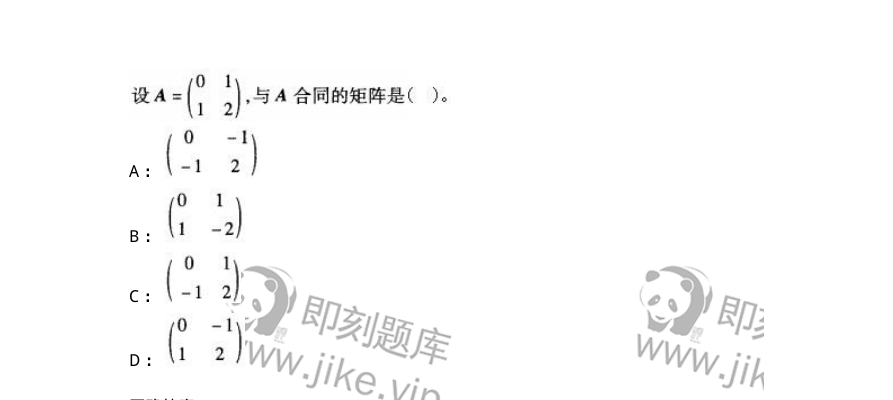 设 A = (0 1
1 2), 与 A 合同的矩阵是( )。
A: (0 -1
-1 2)
B: (0 1
1 -2)
C: (0 1
-1 2)
D: (0 -1
1 2)
即刻题库
www.jike.vip
即刻
www.jik